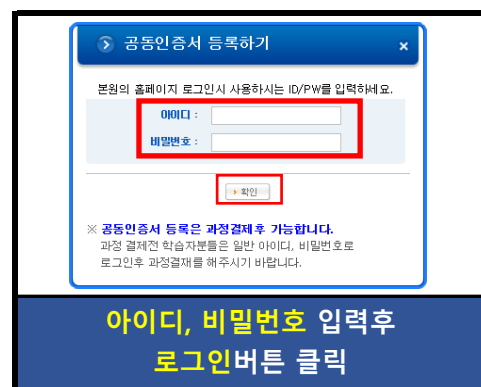 공동인증서 등록하기
본원의 홈페이지 로그인시 사용하시는 ID/PW를 입력하세요.
아이디 :
비밀번호 :
확인
※ 공동인증서 등록은 과정결제후 가능합니다.
과정 결제전 학습자분들은 일반 아이디, 비밀번호로
로그인후 과정결재를 해주시기 바랍니다.
아이디, 비밀번호 입력후
로그인버튼 클릭